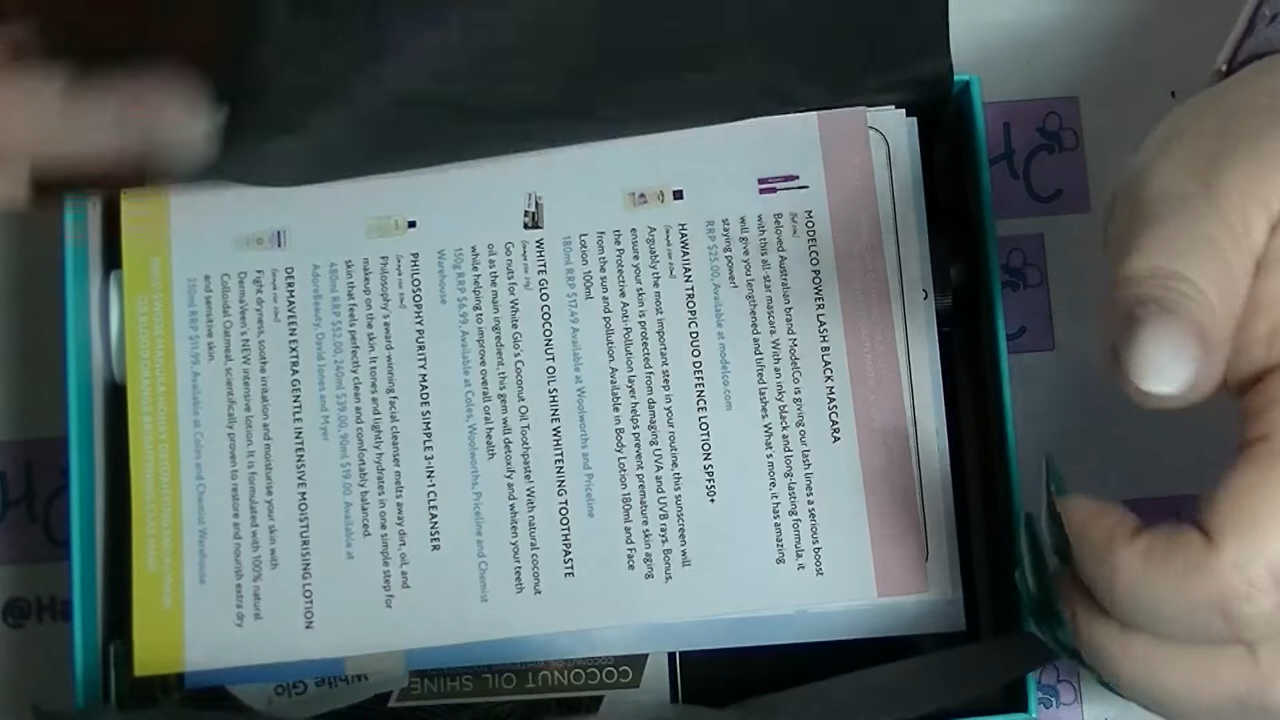 MODELCO POWER LASH BLACK MASCARA
Beloved Australian brand ModelCo is giving our lash lines a serious boost
with this all-star mascara. With an inky black and long-lasting formula, it
will give you lengthened and lifted lashes. What's more, it has amazing
staying power!
RRP $25.00, Available at modelco.com
HAWAIIAN TROPIC DUO DEFENCE LOTION SPF50+
Arguably the most important step in your routine, this sunscreen will
ensure your skin is protected from damaging UVA and UVB rays. Bonus,
the Protective Anti-Pollution layer helps prevent premature skin aging
from the sun and pollution. Available in Body Lotion 180ml and Face
Lotion 100ml
180ml RRP $17.49 Available at Woolworths and Priceline
WHITE GLO COCONUT OIL SHINE WHITENING TOOTHPASTE
Go nuts for White Glo's Coconut Oil Toothpaste! With natural coconut
oil as the main ingredient, this gem will detoxify and whiten your teeth
while helping to improve overall oral health.
150g RRP $6.99, Available at Coles, Woolworths, Priceline and Chemist
Warehouse
PHILOSOPHY PURITY MADE SIMPLE 3-IN-1 CLEANSER
Philosophy's award-winning facial cleanser melts away dirt, oil, and
makeup on the skin. It tones and lightly hydrates in one simple step for
skin that feels perfectly clean and comfortably balanced.
480ml RRP $52.00, 240ml $39.00, 90ml $19.00. Available at
AdoreBeauty, David Jones and Myer
DERMAVEEN EXTRA GENTLE INTENSIVE MOISTURISING LOTION
Fight dryness, soothe the irritation and moisturise your skin with
DermaVeen's NEW intensive lotion. It is formulated with 100% natural
Colloidal Oatmeal, scientifically proven to restore and nourish extra dry
and sensitive skin.
250ml RRP $11.99, Available at Coles and Chemist Warehouse
White Glo
COCONUT OIL SHINE
HC
@Ha